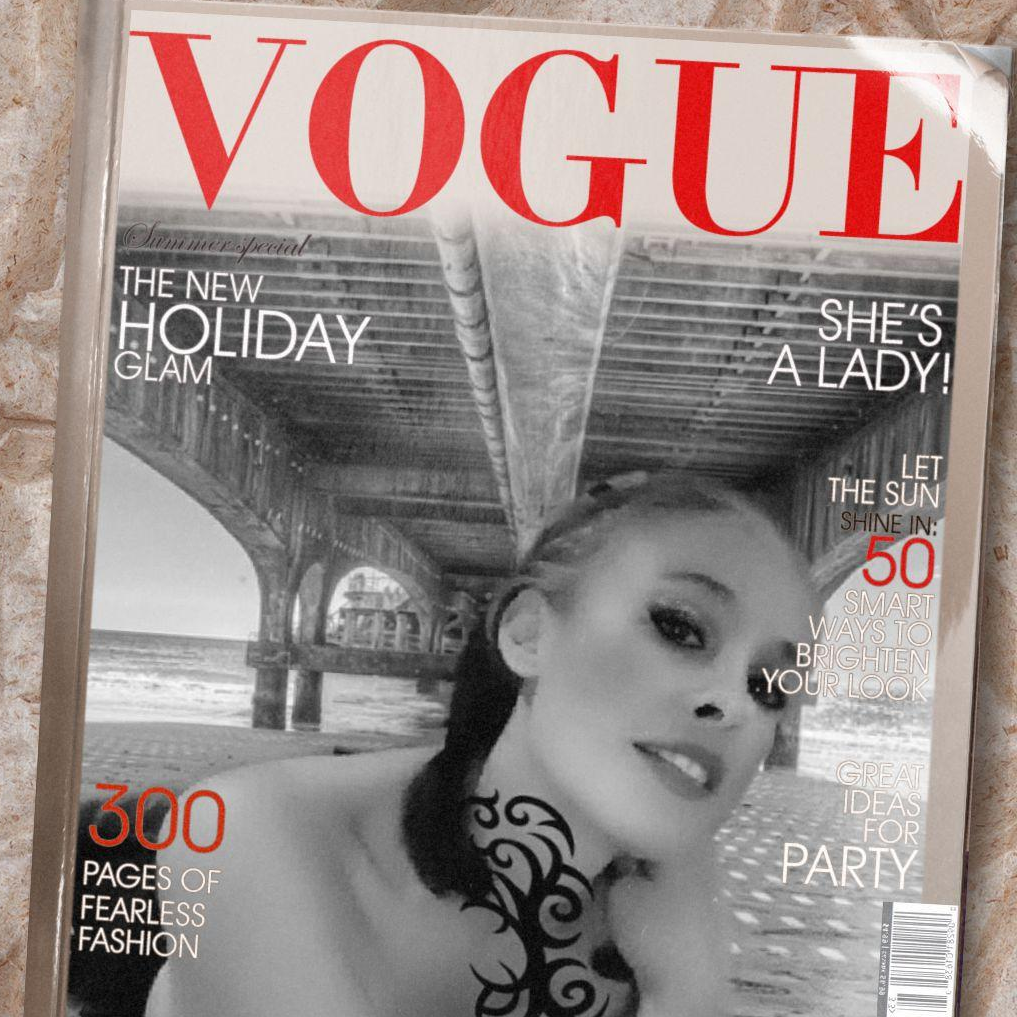 VOGUE
Summer special
THE NEW
HOLIDAY
GLAM
SHE'S
A LADY!
LET
THE SUN
SHINE IN:
50
SMART
WAYS TO
BRIGHTEN
YOUR LOOK
300
PAGES OF
FEARLESS
FASHION
GREAT
IDEAS
FOR
PARTY